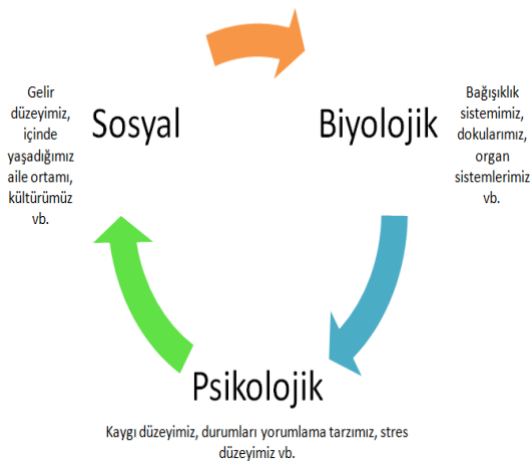 Gelir
düzeyimiz,
içinde
yaşadığımız
aile ortamı,
kültürümüz
vb.
Sosyal
Biyolojik
Bağışıklık
sistemimiz,
dokularımız,
organ
sistemlerimiz
vb.
Psikolojik
Kaygı düzeyimiz, durumları yorumlama tarzımız, stres
düzeyimiz vb.